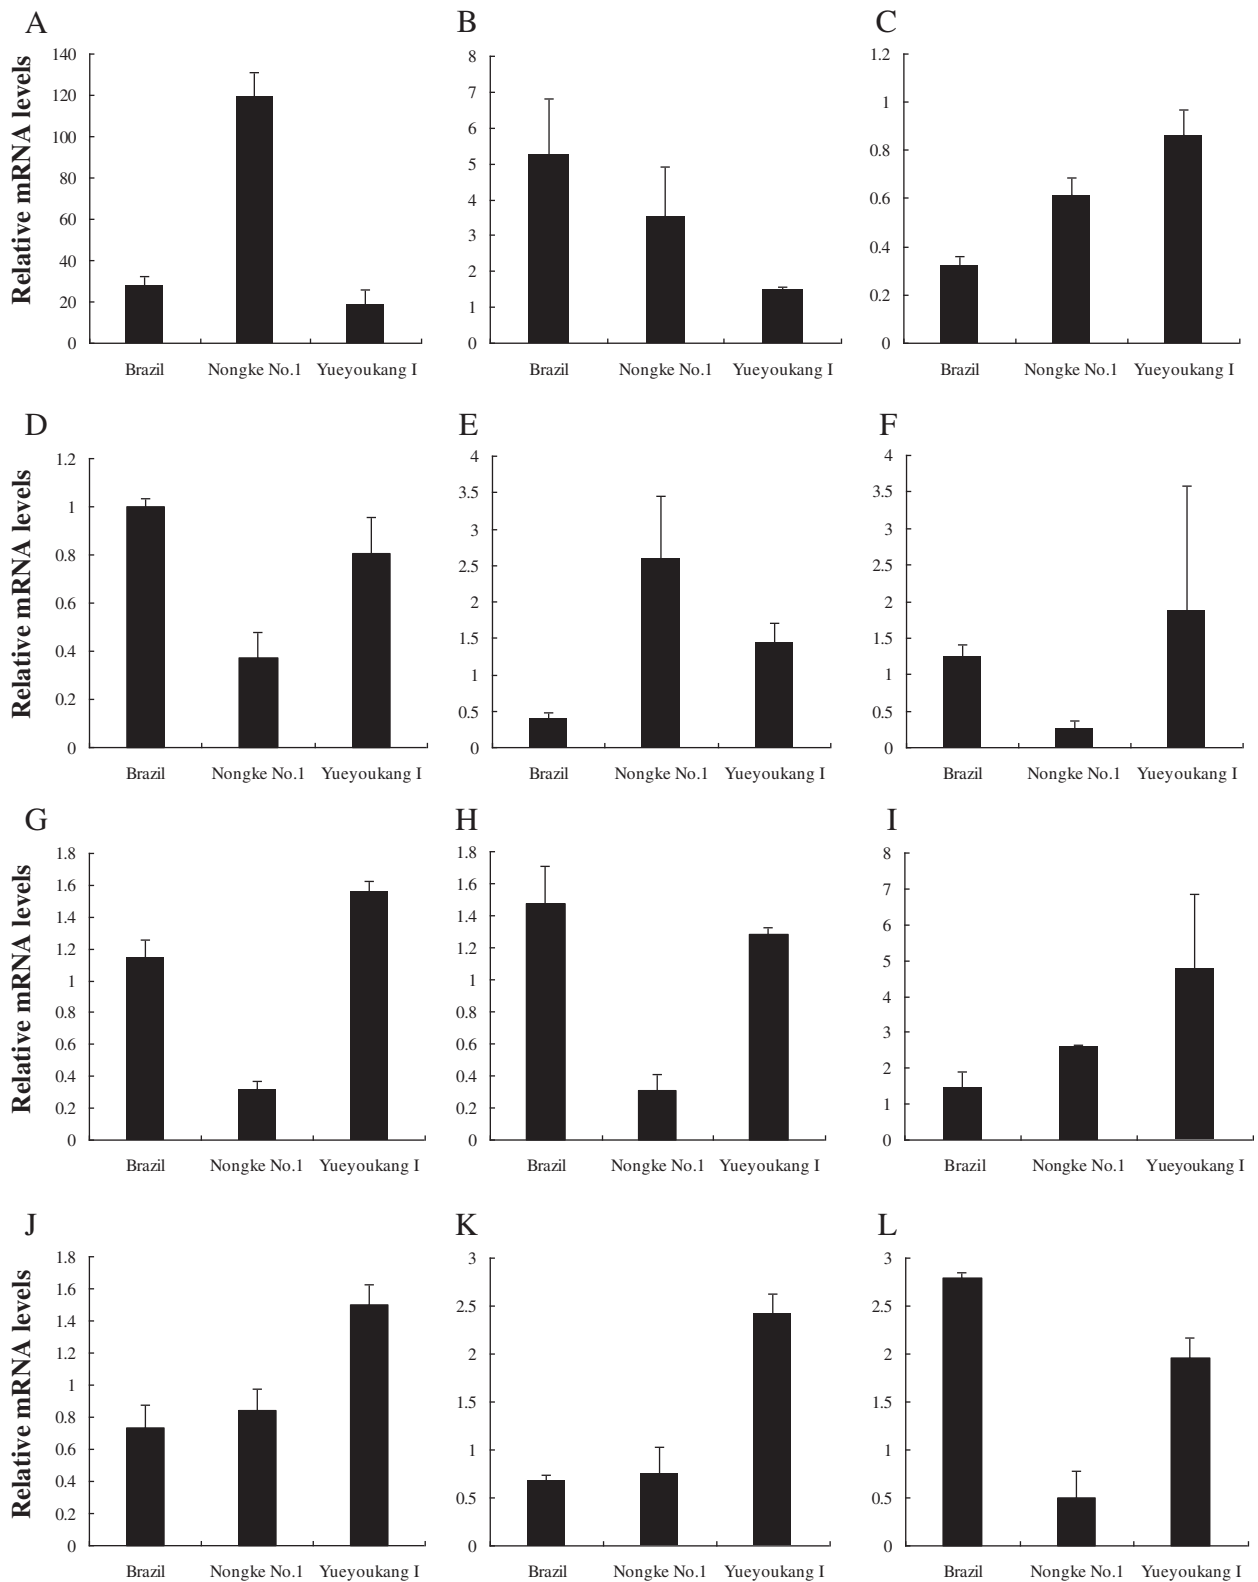 A B C
Relative mRNA levels
140 120 100 80 60 40 20 0
8 7 6 5 4 3 2 1 0
1.2 1 0.8 0.6 0.4 0.2 0
Brazil Nongke No.1 Yueyoukang I Brazil Nongke No.1 Yueyoukang I Brazil Nongke No.1 Yueyoukang I
D E F
Relative mRNA levels
1.2 1 0.8 0.6 0.4 0.2 0
4 3.5 3 2.5 2 1.5 1 0.5 0
4 3.5 3 2.5 2 1.5 1 0.5 0
Brazil Nongke No.1 Yueyoukang I Brazil Nongke No.1 Yueyoukang I Brazil Nongke No.1 Yueyoukang I
G H I
Relative mRNA levels
1.8 1.6 1.4 1.2 1 0.8 0.6 0.4 0.2 0
1.8 1.6 1.4 1.2 1 0.8 0.6 0.4 0.2 0
8 7 6 5 4 3 2 1 0
Brazil Nongke No.1 Yueyoukang I Brazil Nongke No.1 Yueyoukang I Brazil Nongke No.1 Yueyoukang I
J K L
Relative mRNA levels
1.8 1.6 1.4 1.2 1 0.8 0.6 0.4 0.2 0
3 2.5 2 1.5 1 0.5 0
3 2.5 2 1.5 1 0.5 0
Brazil Nongke No.1 Yueyoukang I Brazil Nongke No.1 Yueyoukang I Brazil Nongke No.1 Yueyoukang I